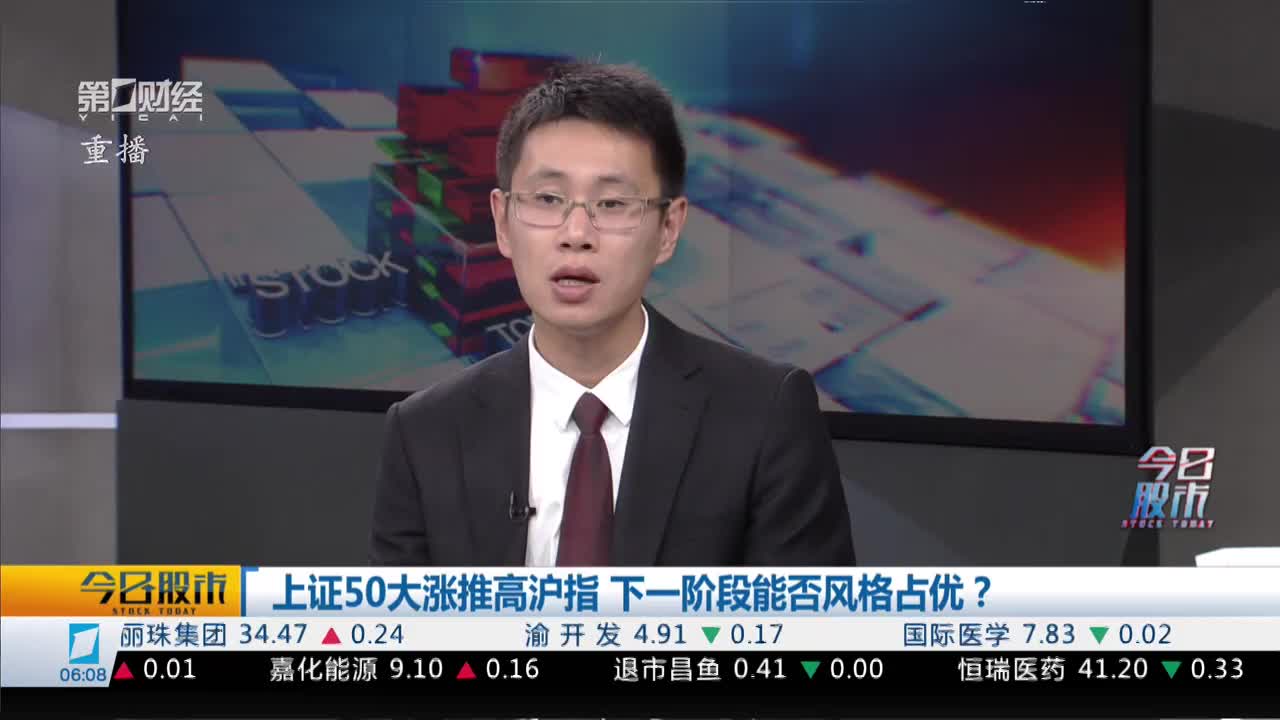 第一财经
YICAI
重播
in STOCK
TO
今日
股市
STOCK TODAY
今日股市
STOCK TODAY
上证50大涨推高沪指 下一阶段能否风格占优？
丽珠集团 34.47 ▲ 0.24 渝 开 发 4.91 ▼ 0.17 国际医学 7.83 ▼ 0.02
06:08 ▲ 0.01 嘉化能源 9.10 ▲ 0.16 退市昌鱼 0.41 ▼ 0.00 恒瑞医药 41.20 ▼ 0.33